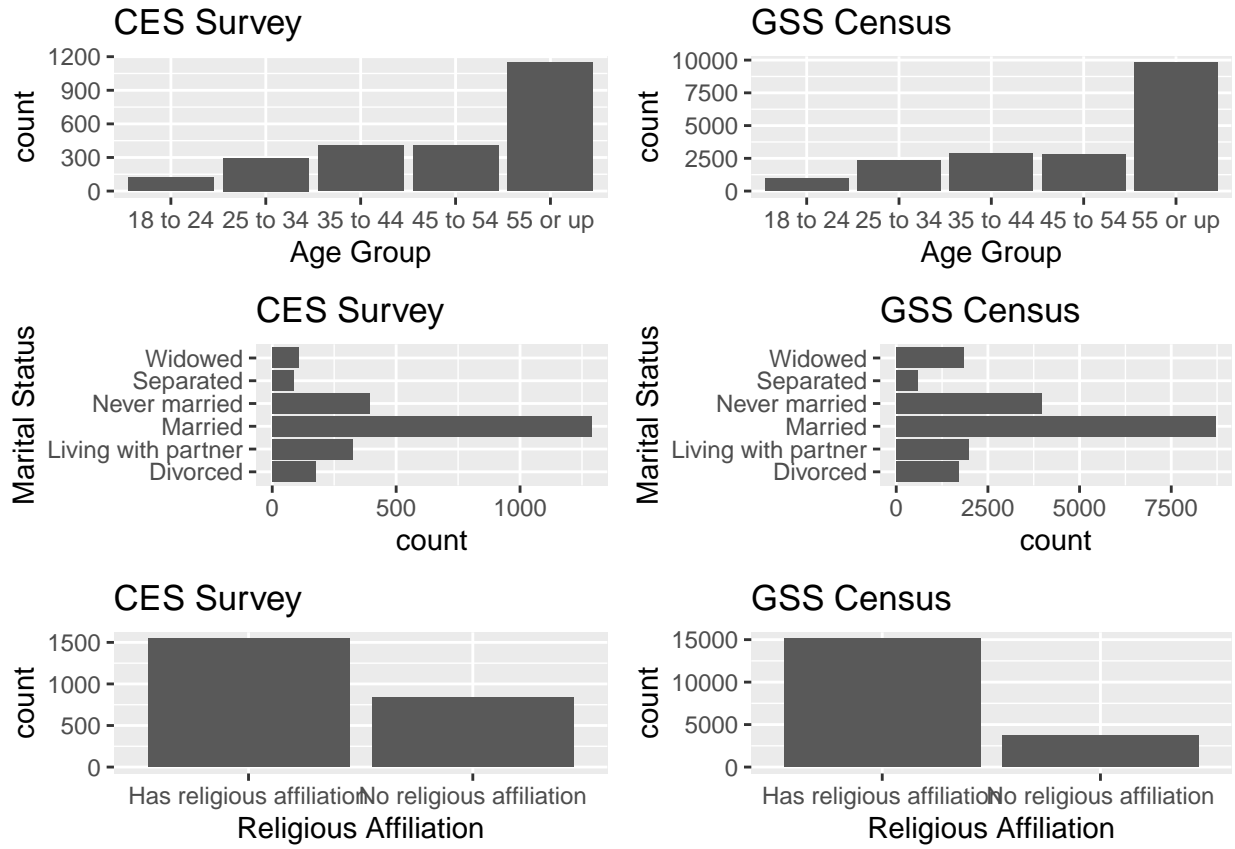 CES Survey
count
1200
900
600
300
0
18 to 24 25 to 34 35 to 44 45 to 54 55 or up
Age Group
GSS Census
count
10000
7500
5000
2500
0
18 to 24 25 to 34 35 to 44 45 to 54 55 or up
Age Group
CES Survey
Marital Status
Widowed
Separated
Never married
Married
Living with partner
Divorced
0 500 1000
count
GSS Census
Marital Status
Widowed
Separated
Never married
Married
Living with partner
Divorced
0 2500 5000 7500
count
CES Survey
count
1500
1000
500
0
Has religious affiliation No religious affiliation
Religious Affiliation
GSS Census
count
15000
10000
5000
0
Has religious affiliation No religious affiliation
Religious Affiliation